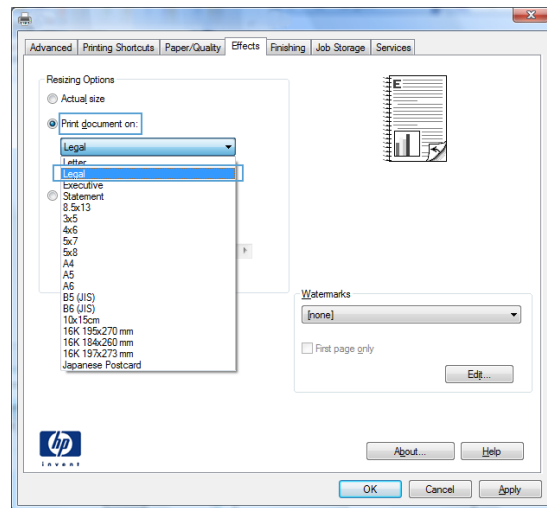 Advanced Printing Shortcuts Paper/Quality Effects Finishing Job Storage Services
Resizing Options
Actual size
Print document on:
Legal
Letter
Legal
Executive
Statement
8.5x13
3x5
4x6
5x7
5x8
A4
A5
A6
B5 (JIS)
B6 (JIS)
10x15cm
16K 195x270 mm
16K 184x260 mm
16K 197x273 mm
Japanese Postcard
E
Watermarks
[none]
First page only
Edit...
hp
invent
About... Help
OK Cancel Apply